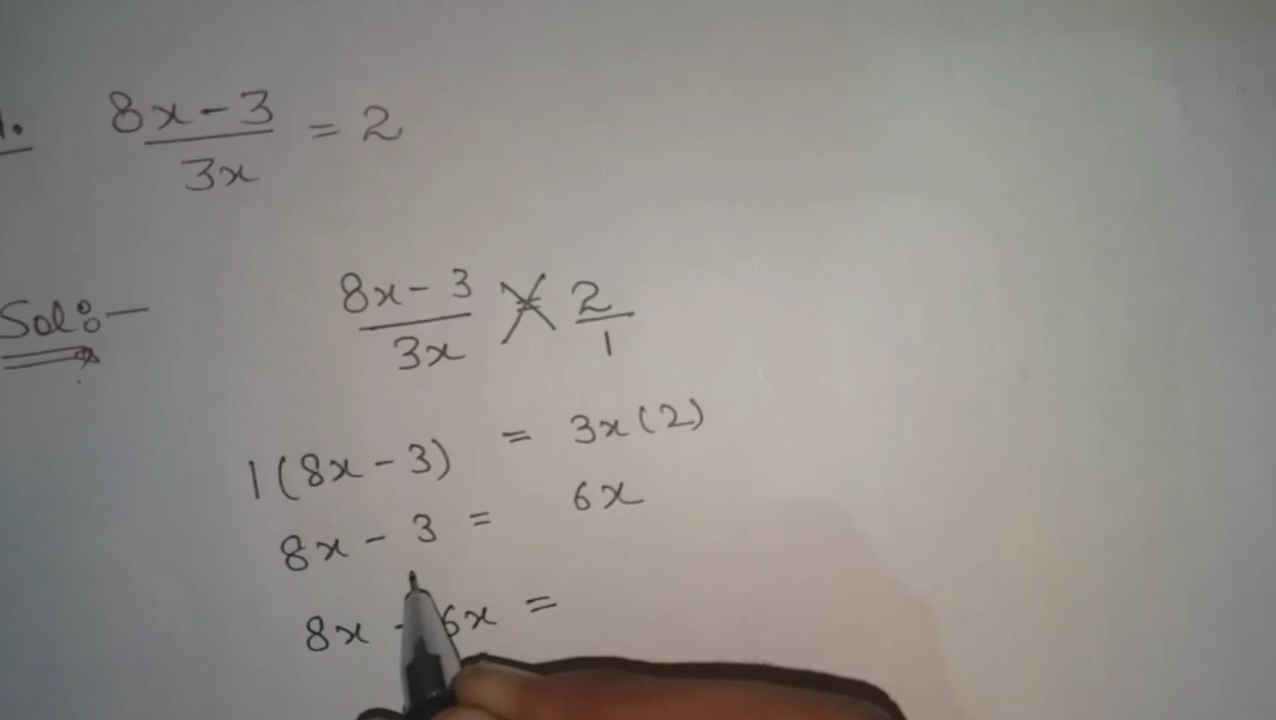 1. (8x-3)/3x = 2
Sol:- (8x-3)/3x = 2/1
1(8x-3) = 3x(2)
8x-3 = 6x
8x - 6x =